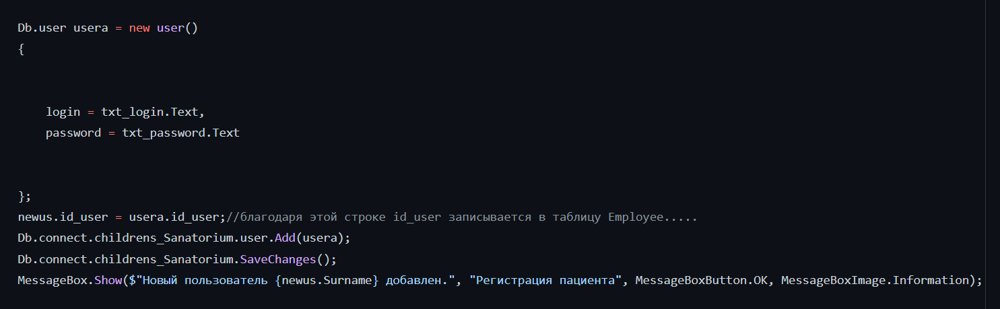 Db.user usera = new user()
{
login = txt_login.Text,
password = txt_password.Text
};
newus.id_user = usera.id_user;//благодаря этой строке id_user записывается в таблицу Employee.....
Db.connect.childrens_Sanatorium.user.Add(usera);
Db.connect.childrens_Sanatorium.SaveChanges();
MessageBox.Show($"Новый пользователь {newus.Surname} добавлен.", "Регистрация пациента", MessageBoxButton.OK, MessageBoxImage.Information);